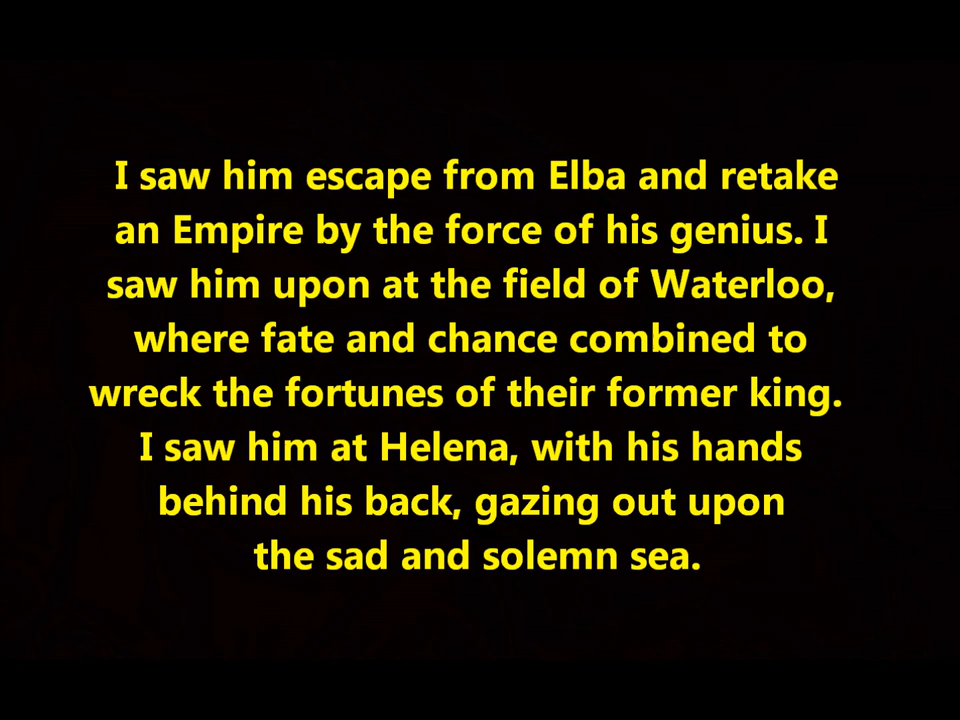 I saw him escape from Elba and retake
an Empire by the force of his genius. I
saw him upon at the field of Waterloo,
where fate and chance combined to
wreck the fortunes of their former king.
I saw him at Helena, with his hands
behind his back, gazing out upon
the sad and solemn sea.